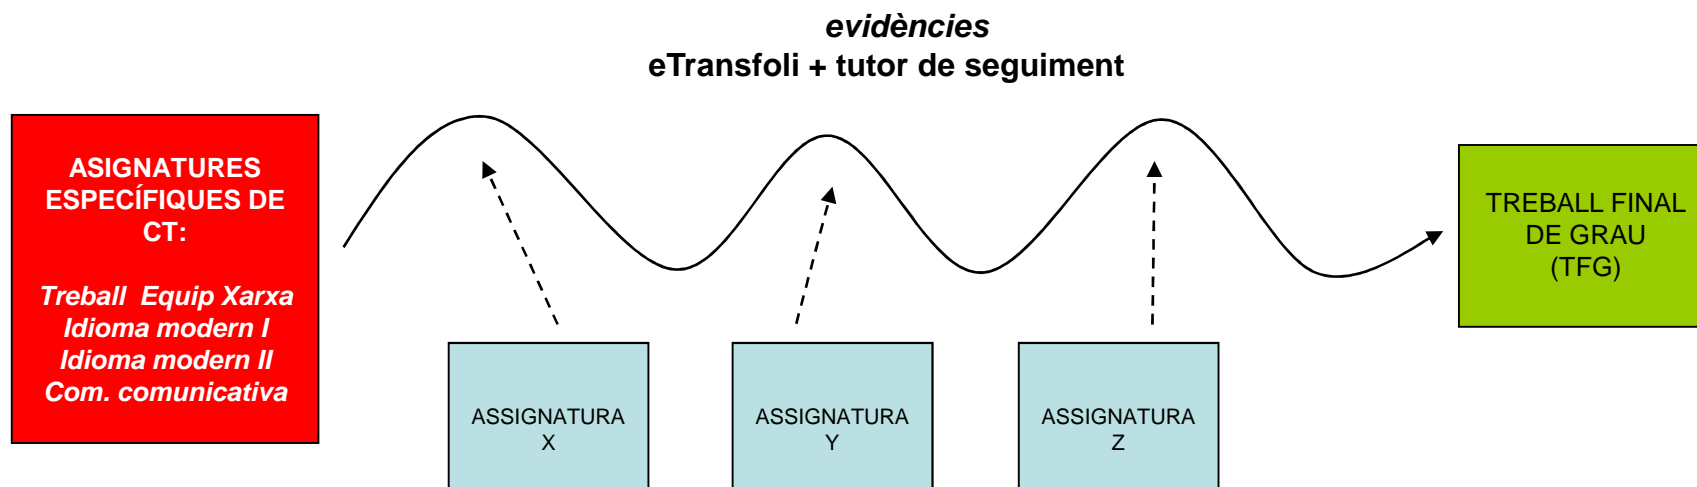 evidències
eTransfoli + tutor de seguiment
ASIGNATURES
ESPECÍFIQUES DE
CT:
Treball Equip Xarxa
Idioma modern I
Idioma modern II
Com. comunicativa
ASSIGNATURA
X
ASSIGNATURA
Y
ASSIGNATURA
Z
TREBALL FINAL
DE GRAU
(TFG)